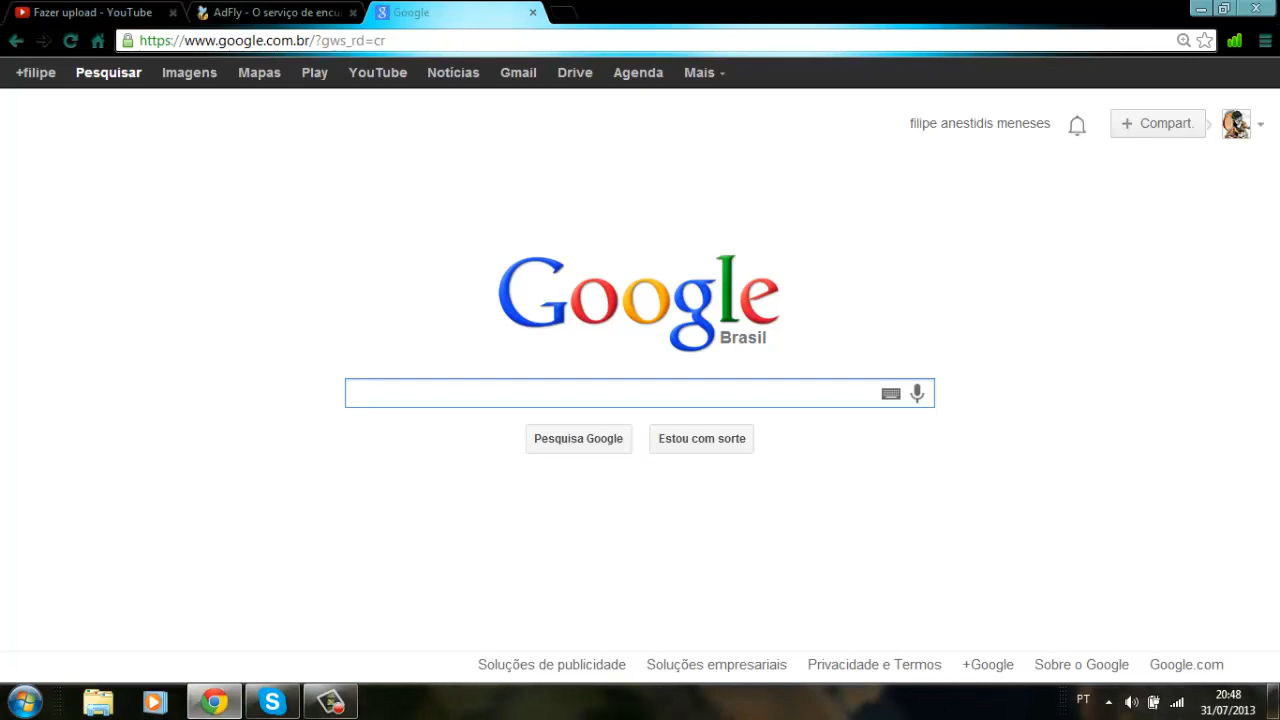 Fazer upload - YouTube
AdFly - O serviço de encu
Google
https://www.google.com.br/?gws_rd=cr
+filipe Pesquisar Imagens Mapas Play YouTube Notícias Gmail Drive Agenda Mais
filipe anestidis meneses
+ Compart.
Google
Brasil
Pesquisa Google Estou com sorte
Soluções de publicidade Soluções empresariais Privacidade e Termos +Google Sobre o Google Google.com
PT
20:48
31/07/2013